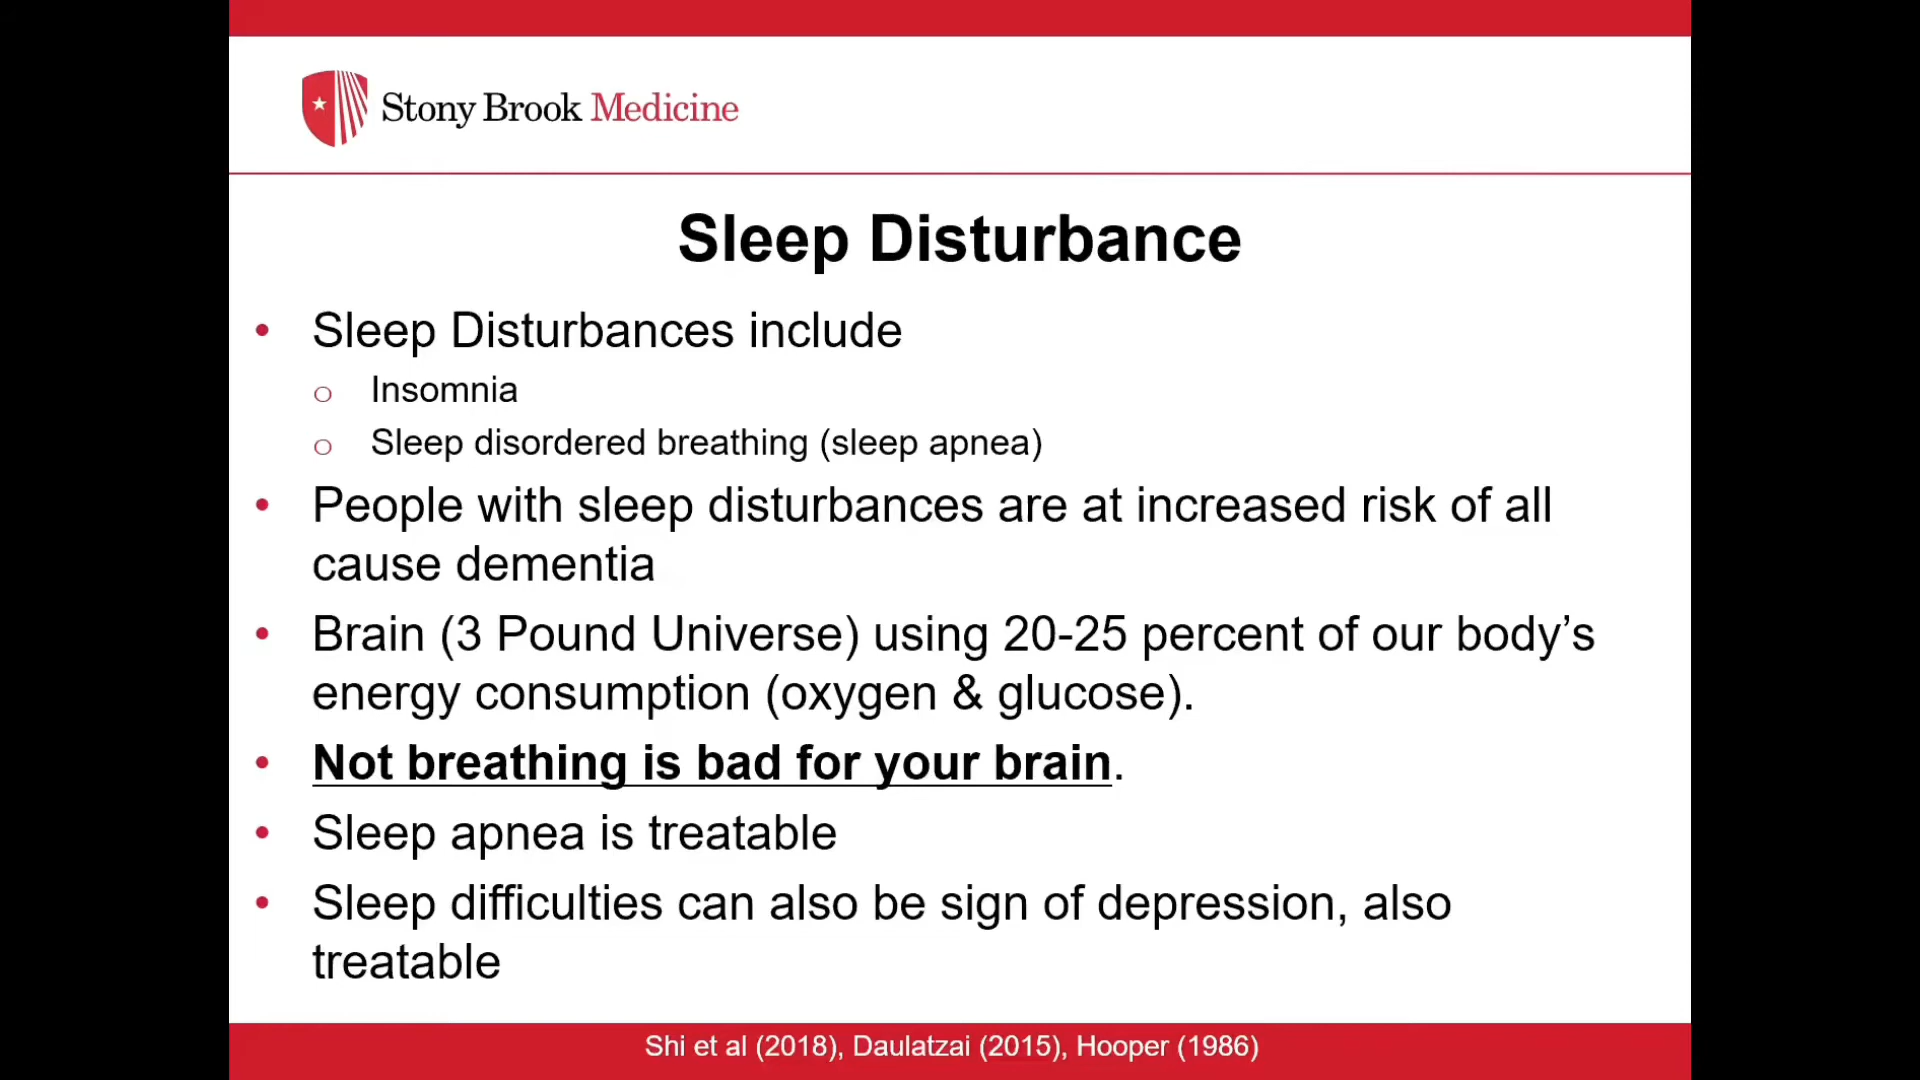 Stony Brook Medicine
Sleep Disturbance
• Sleep Disturbances include
o Insomnia
o Sleep disordered breathing (sleep apnea)
• People with sleep disturbances are at increased risk of all
cause dementia
• Brain (3 Pound Universe) using 20-25 percent of our body’s
energy consumption (oxygen & glucose).
• Not breathing is bad for your brain.
• Sleep apnea is treatable
• Sleep difficulties can also be sign of depression, also
treatable
Shi et al (2018), Daulatzai (2015), Hooper (1986)